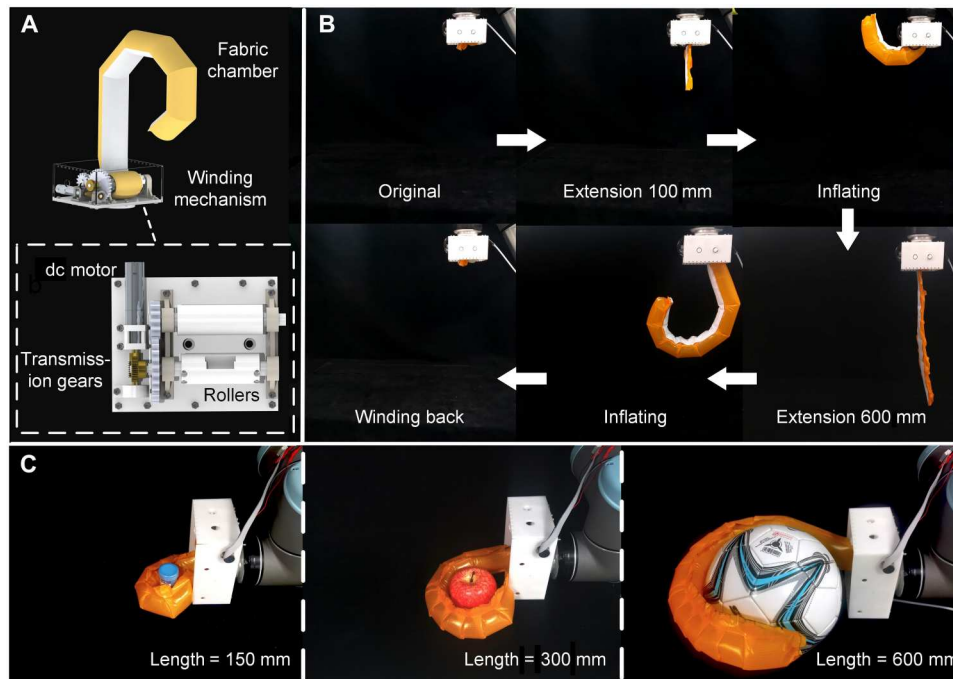 A
Fabric
chamber
Winding
mechanism
dc motor
Transmiss-
ion gears
Rollers
B
Original
Extension 100 mm
Inflating
Winding back
Inflating
Extension 600 mm
C
Length = 150 mm
Length = 300 mm
Length = 600 mm